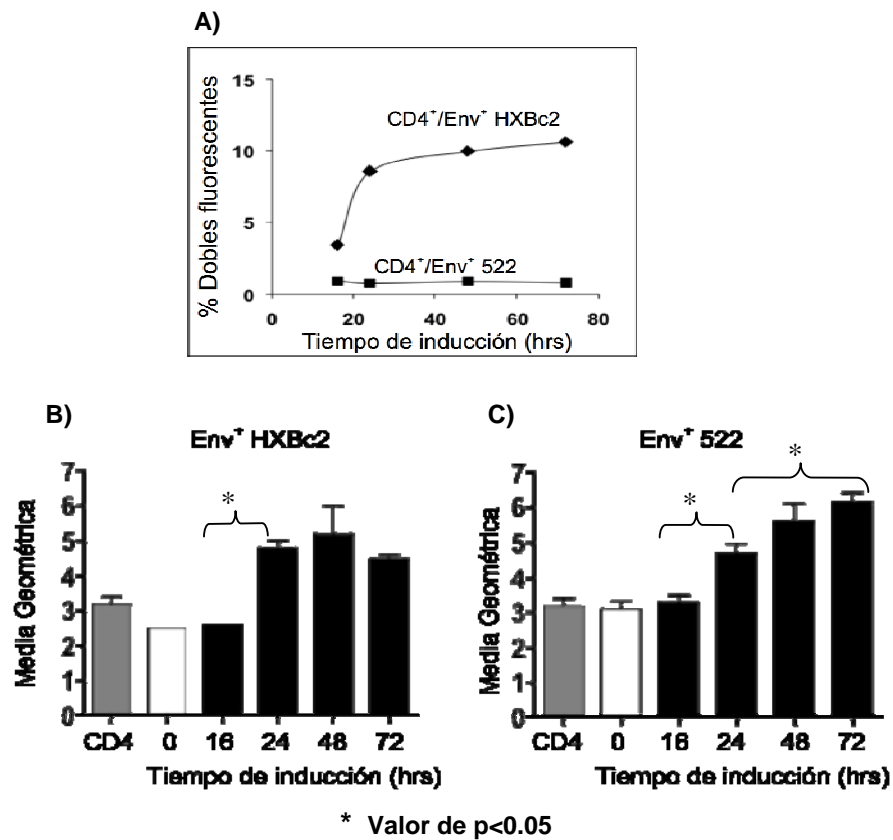 A)
15
CD4+/Env+ HXBc2
10
5
CD4+/Env+ 522
0
0 20 40 60 80
% Dobles fluorescentes
Tiempo de inducción (hrs)
B)
Env+ HXBc2
7
6
5
4
3
2
1
0
*
Media Geométrica
CD4 0 16 24 48 72
Tiempo de inducción (hrs)
C)
Env+ 522
7
6
5
4
3
2
1
0
* *
Media Geométrica
CD4 0 16 24 48 72
Tiempo de inducción (hrs)
* Valor de p<0.05